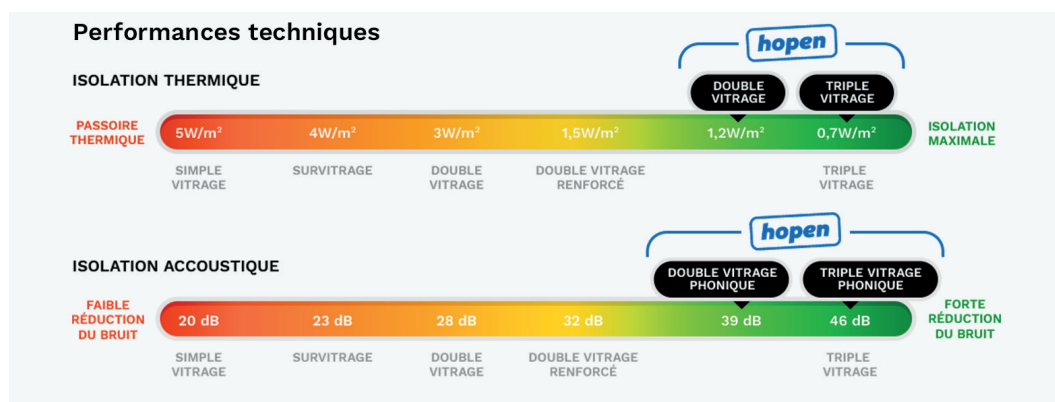 Performances techniques
hopen
ISOLATION THERMIQUE
DOUBLE
VITRAGE
TRIPLE
VITRAGE
PASSOIRE
THERMIQUE
5W/m²
4W/m²
3W/m²
1,5W/m²
1,2W/m²
0,7W/m²
ISOLATION
MAXIMALE
SIMPLE
VITRAGE
SURVITRAGE
DOUBLE
VITRAGE
DOUBLE VITRAGE
RENFORCÉ
TRIPLE
VITRAGE
hopen
ISOLATION ACCOUSTIQUE
DOUBLE VITRAGE
PHONIQUE
TRIPLE VITRAGE
PHONIQUE
FAIBLE
RÉDUCTION
DU BRUIT
20 dB
23 dB
28 dB
32 dB
39 dB
46 dB
FORTE
RÉDUCTION
DU BRUIT
SIMPLE
VITRAGE
SURVITRAGE
DOUBLE
VITRAGE
DOUBLE VITRAGE
RENFORCÉ
TRIPLE
VITRAGE